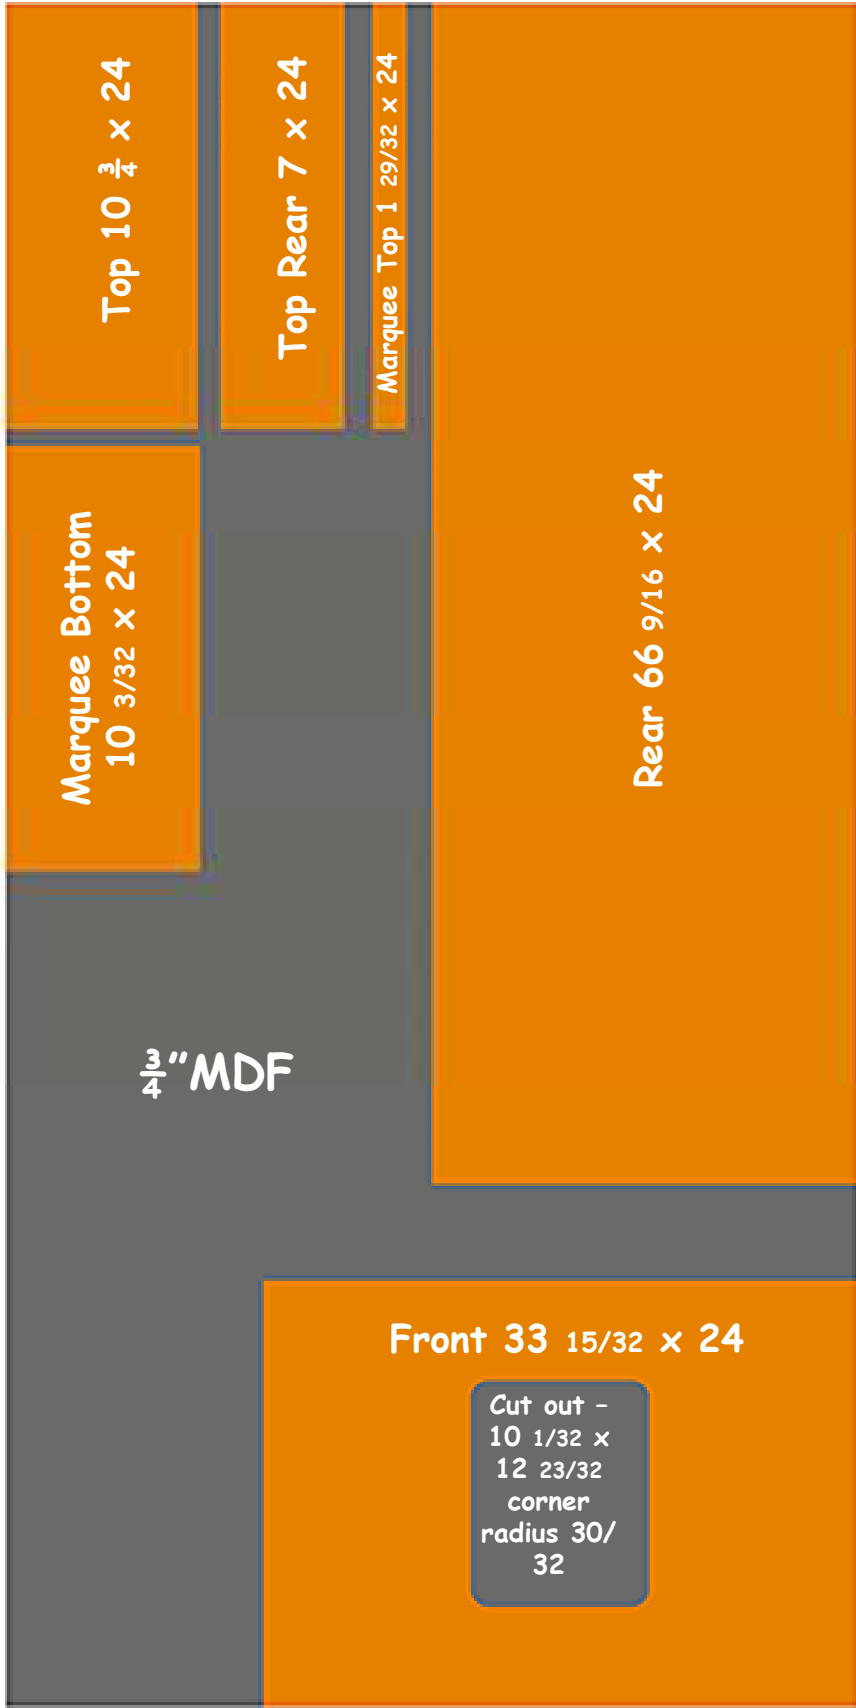 Top 10 ¾ x 24
Top Rear 7 x 24
Marquee Top 1 29/32 x 24
Marquee Bottom
10 3/32 x 24
Rear 66 9/16 x 24
¾"MDF
Front 33 15/32 x 24
Cut out –
10 1/32 x
12 23/32
corner
radius 30/
32